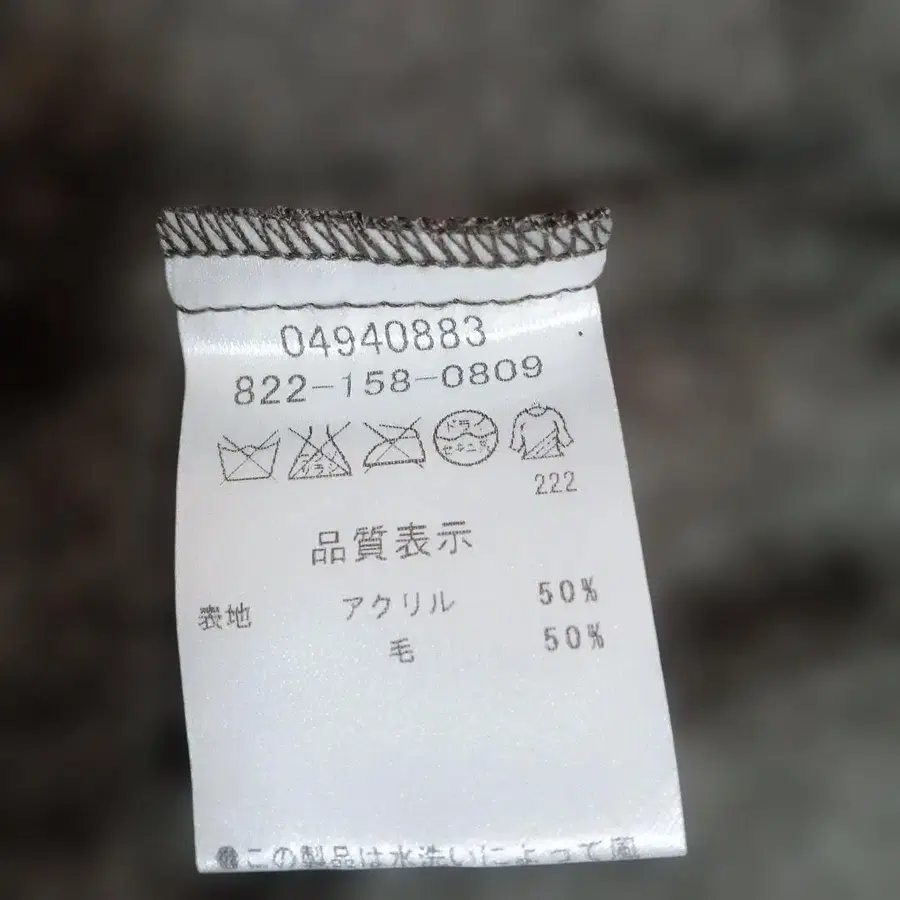 04940883
822-158-0809
ドライ
セキユ系
222
品質表示
表地 アクリル 50%
毛 50%
この製品は水洗いによって風